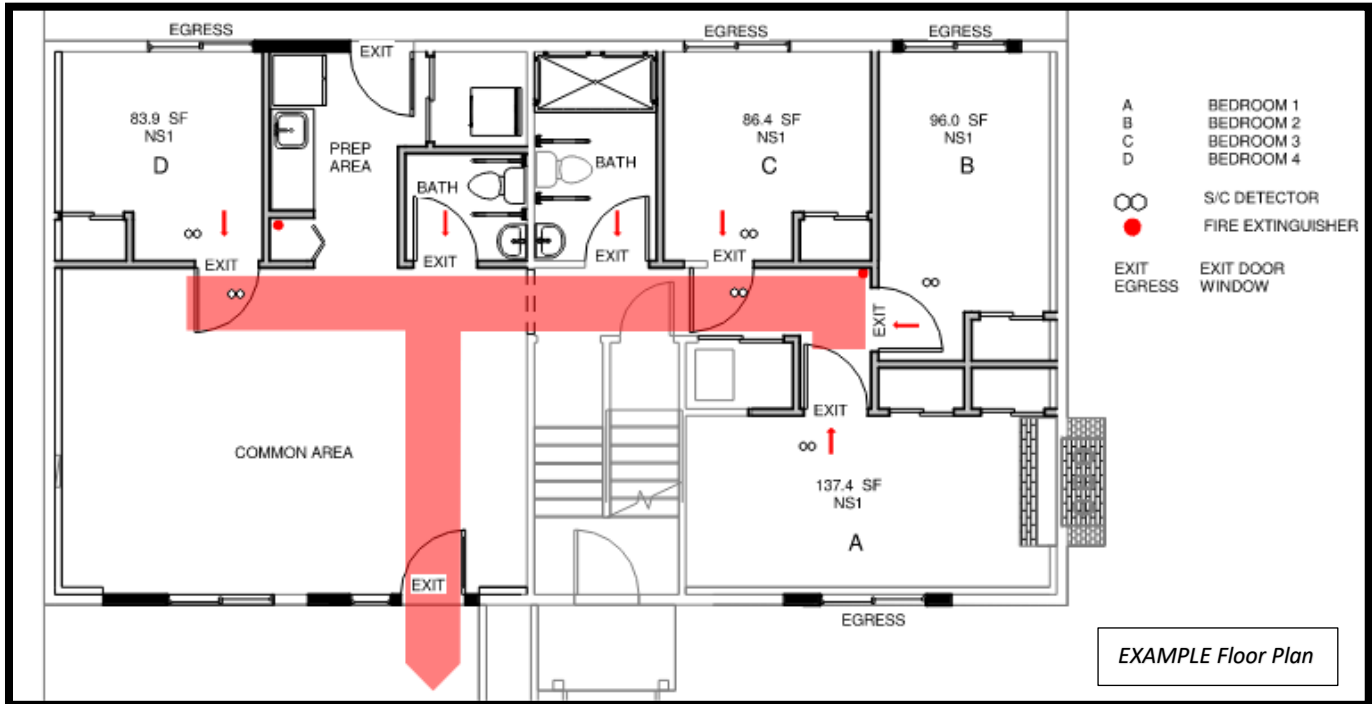 EGRESS
EGRESS
EGRESS
EXIT
83.9 SF
NS1
D
PREP
AREA
BATH
BATH
86.4 SF
NS1
C
96.0 SF
NS1
B
EXIT
EXIT
EXIT
EXIT
EXIT
EXIT
COMMON AREA
137.4 SF
NS1
A
EXIT
EGRESS
A BEDROOM 1
B BEDROOM 2
C BEDROOM 3
D BEDROOM 4
S/C DETECTOR
FIRE EXTINGUISHER
EXIT EXIT DOOR
EGRESS WINDOW
EXAMPLE Floor Plan